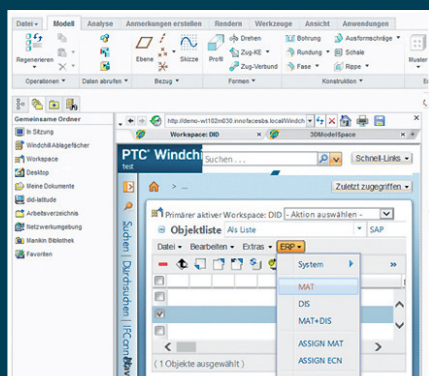 Datei Modell Analyse Anmerkungen erstellen Rendern Werkzeuge Ansicht Anwendungen
Regenerieren
Ebene Skizze Profil
Drehen
Zug-KE
Zug-Verbund
Bohrung
Rundung
Fase
Ausformschräge
Schale
Rippe
Muster
Operationen Daten abrufen Bezug Formen Konstruktion
Gemeinsame Ordner
In Sitzung
Windchill Ablagefächer
Workspace
Desktop
Meine Dokumente
did-latitude
Arbeitsverzeichnis
Netzwerkumgebung
Manikin Bibliothek
Favoriten
Workspace: DID
3DModelSpace
PTC® Windchi
test
Suchen...
Schnell-Links
> ...
Zuletzt zugegriffen
Suchen
Durchsuchen
Primärer aktiver Workspace: DID - Aktion auswählen -
Objektliste Als Liste SAP
Datei Bearbeiten Extras ERP
System
MAT
DIS
MAT+DIS
ASSIGN MAT
ASSIGN ECN
( 1 Objekte ausgewählt )